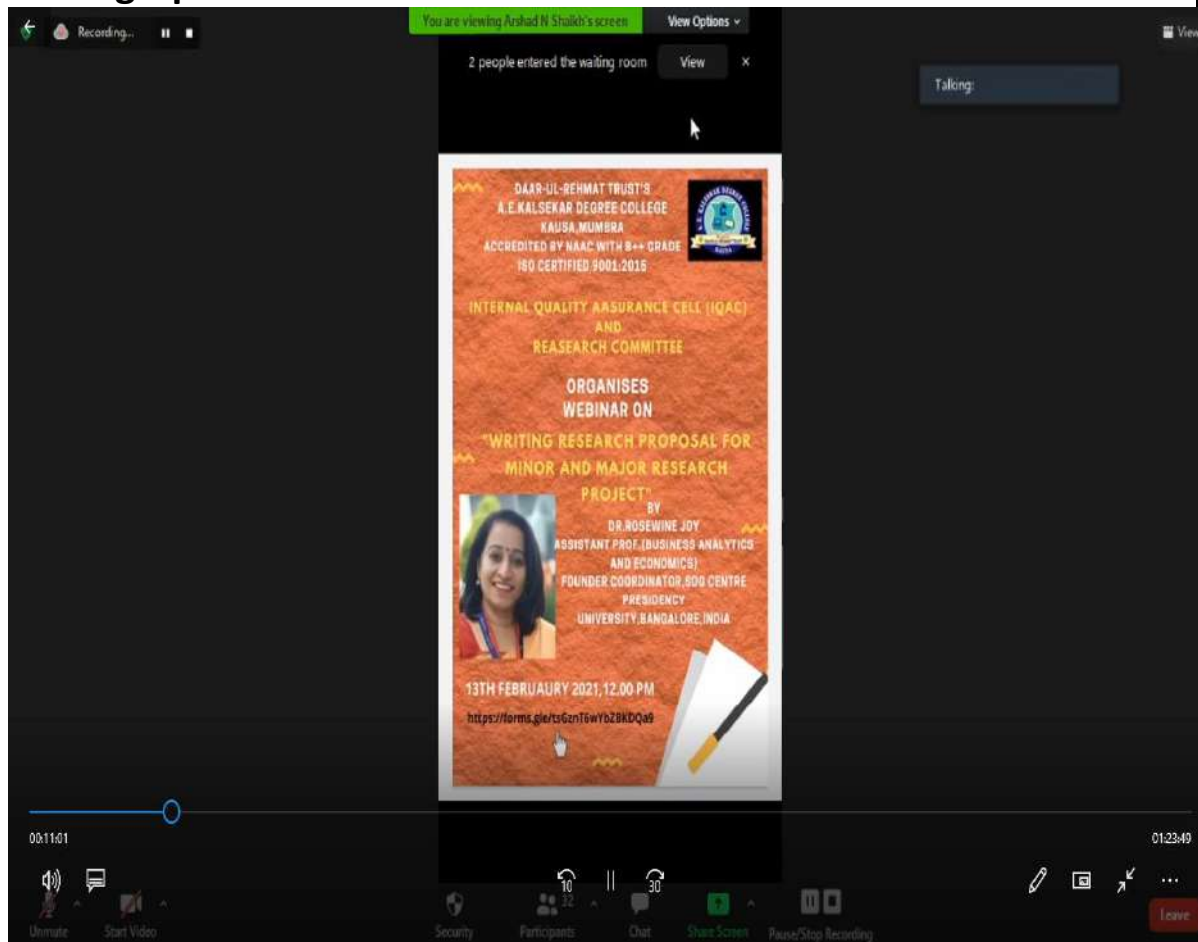 Recording...
You are viewing Arshad N Shaikh's screen
View Options
View
2 people entered the waiting room
View
Talking:
DAAR-UL-REHMAT TRUST'S
A.E.KALSEKAR DEGREE COLLEGE
KAUSA,MUMBRA
ACCREDITED BY NAAC WITH B++ GRADE
ISO CERTIFIED 9001:2015
INTERNAL QUALITY AASURANCE CELL (IQAC)
AND
REASEARCH COMMITTEE
ORGANISES
WEBINAR ON
"WRITING RESEARCH PROPOSAL FOR
MINOR AND MAJOR RESEARCH
PROJECT"
BY
DR.ROSEWINE JOY
ASSISTANT PROF.(BUSINESS ANALYTICS
AND ECONOMICS)
FOUNDER COORDINATOR,SDG CENTRE
PRESIDENCY
UNIVERSITY,BANGALORE,INDIA
13TH FEBRUAURY 2021,12.00 PM
00:11:01
01:23:49
10
30
32
Unmute
Start Video
Security
Participants
Chat
Share Screen
Pause/Stop Recording
Leave